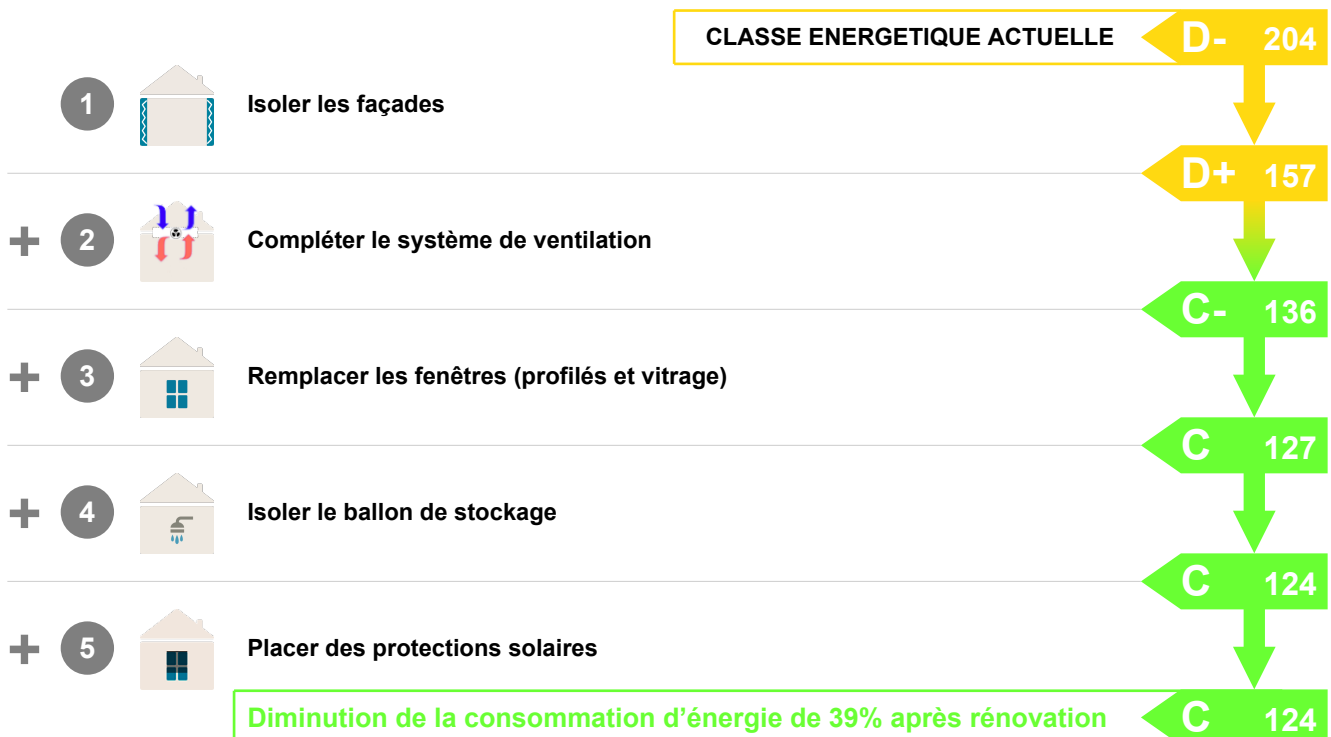 CLASSE ENERGETIQUE ACTUELLE D- 204
1 Isoler les façades
D+ 157
+ 2 Compléter le système de ventilation
C- 136
+ 3 Remplacer les fenêtres (profilés et vitrage)
C 127
+ 4 Isoler le ballon de stockage
C 124
+ 5 Placer des protections solaires
Diminution de la consommation d’énergie de 39% après rénovation C 124